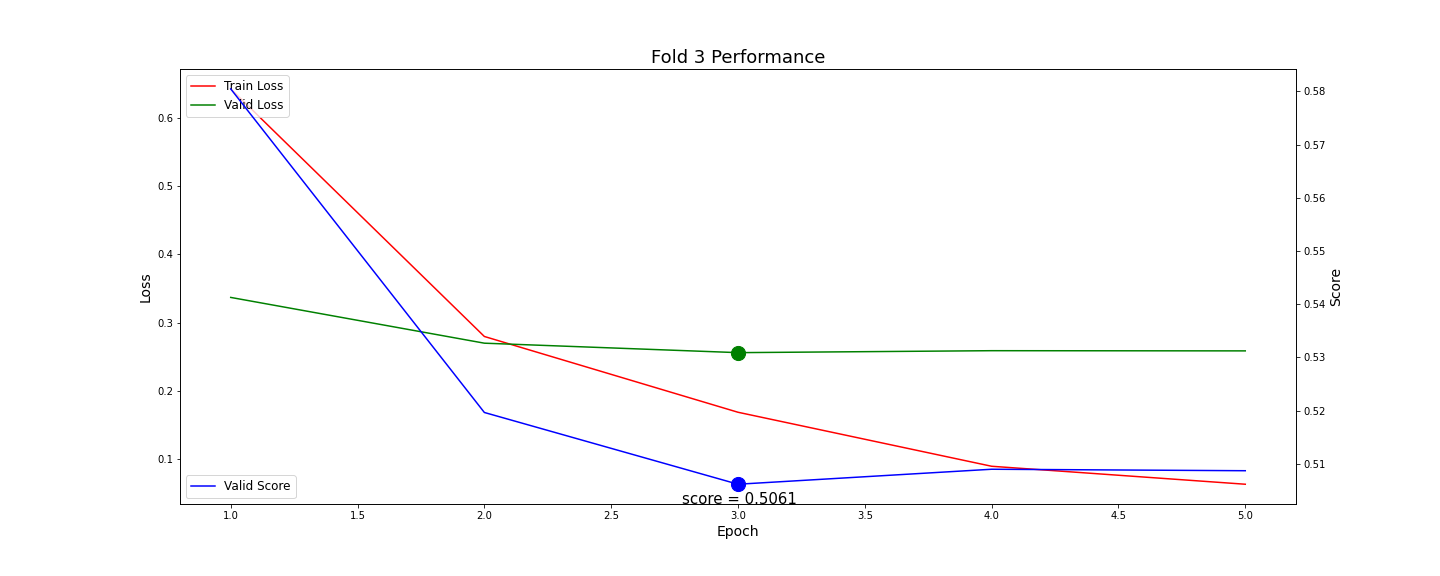 Fold 3 Performance
Train Loss
Valid Loss
Valid Score
score = 0.5061
Loss
0.6
0.5
0.4
0.3
0.2
0.1
Score
0.58
0.57
0.56
0.55
0.54
0.53
0.52
0.51
1.0 1.5 2.0 2.5 3.0 3.5 4.0 4.5 5.0
Epoch